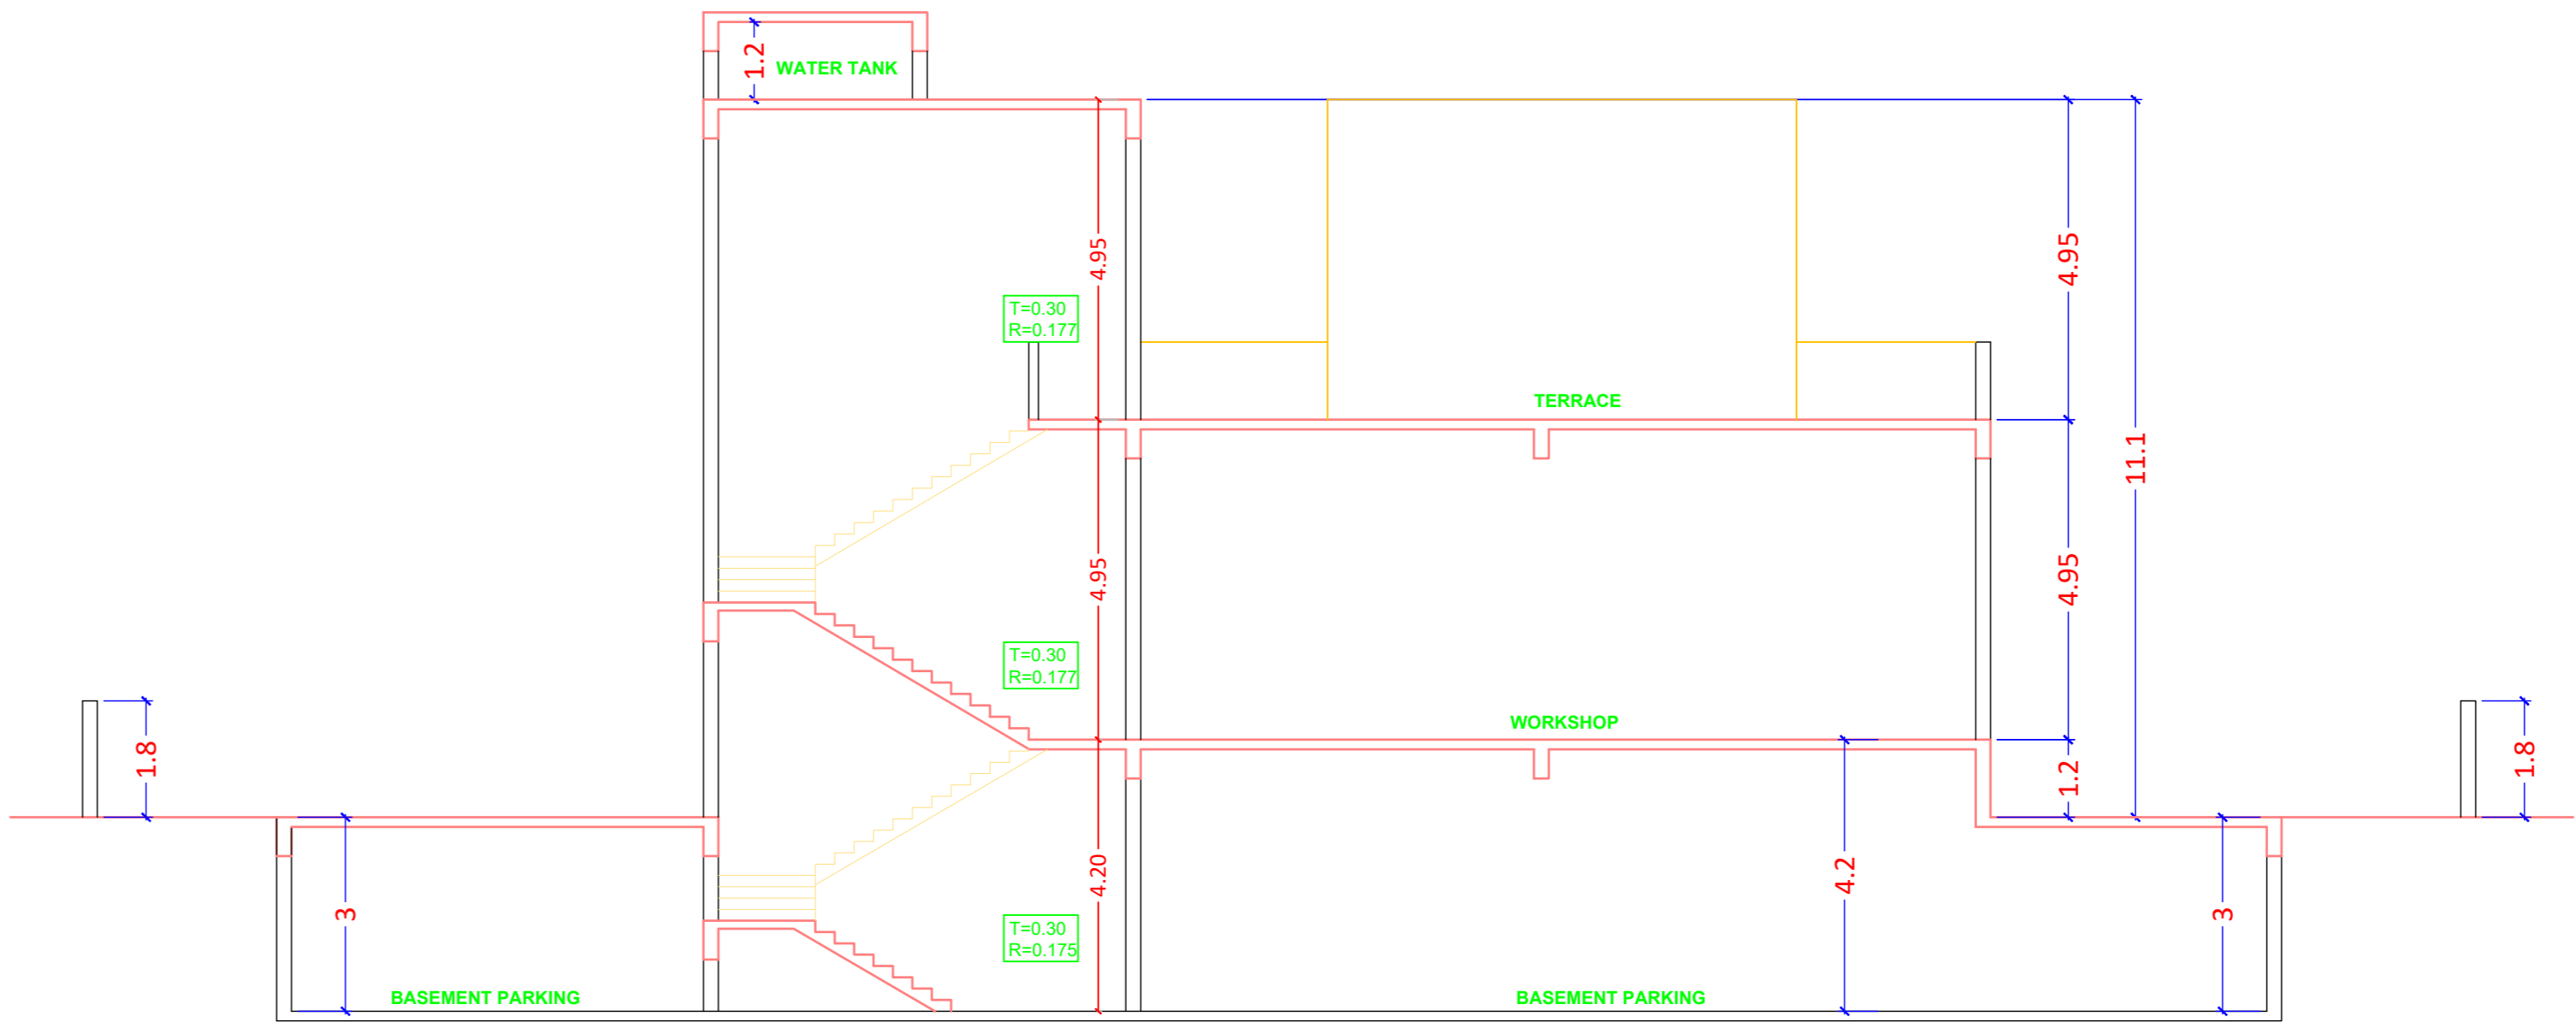 1.2
WATER TANK
4.95
4.95
T=0.30
R=0.177
TERRACE
11.1
4.95
4.95
T=0.30
R=0.177
WORKSHOP
1.8
1.2
1.8
4.20
4.2
3
3
T=0.30
R=0.175
BASEMENT PARKING
BASEMENT PARKING